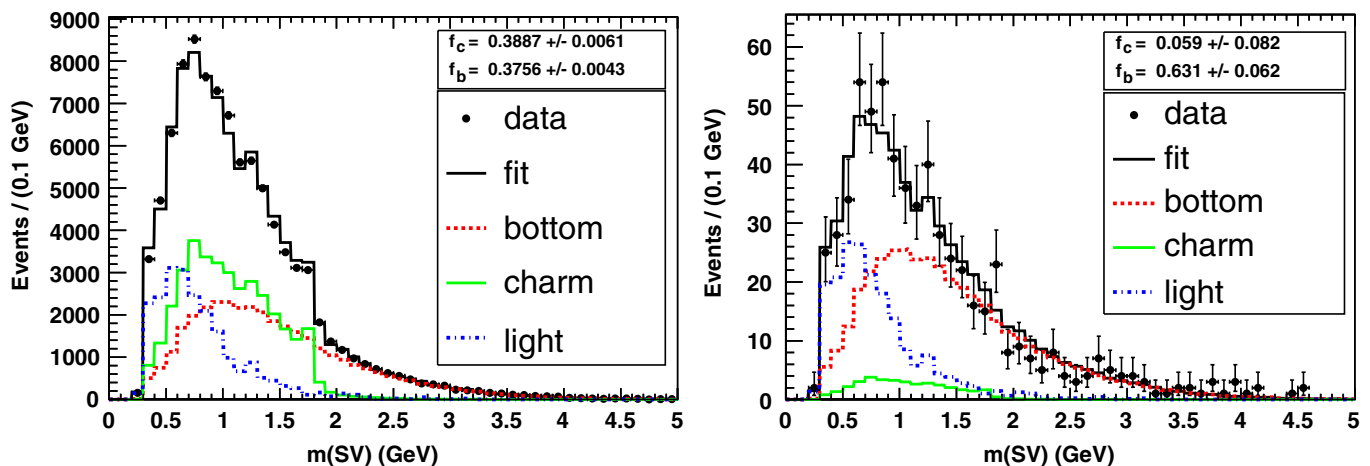 Events / (0.1 GeV)
9000
8000
7000
6000
5000
4000
3000
2000
1000
0
f_c = 0.3887 +/- 0.0061
f_b = 0.3756 +/- 0.0043
data
fit
bottom
charm
light
0 0.5 1 1.5 2 2.5 3 3.5 4 4.5 5
m(SV) (GeV)
Events / (0.1 GeV)
60
50
40
30
20
10
0
f_c = 0.059 +/- 0.082
f_b = 0.631 +/- 0.062
data
fit
bottom
charm
light
0 0.5 1 1.5 2 2.5 3 3.5 4 4.5 5
m(SV) (GeV)